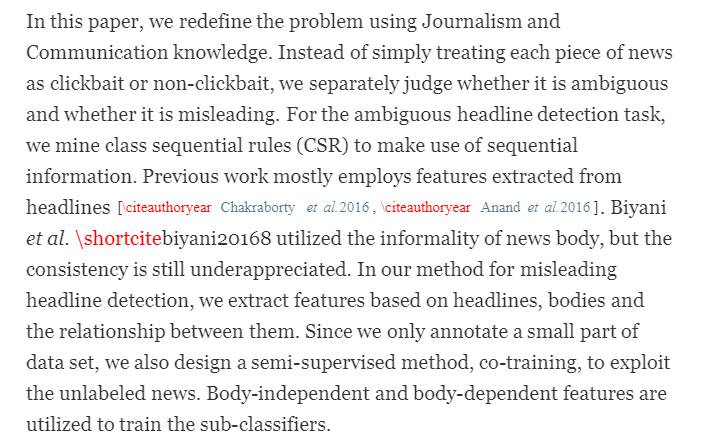 In this paper, we redefine the problem using Journalism and
Communication knowledge. Instead of simply treating each piece of news
as clickbait or non-clickbait, we separately judge whether it is ambiguous
and whether it is misleading. For the ambiguous headline detection task,
we mine class sequential rules (CSR) to make use of sequential
information. Previous work mostly employs features extracted from
headlines [\citeauthoryear Chakraborty et al.2016, \citeauthoryear Anand et al.2016]. Biyani
et al. \shortcitebiyani20168 utilized the informality of news body, but the
consistency is still underappreciated. In our method for misleading
headline detection, we extract features based on headlines, bodies and
the relationship between them. Since we only annotate a small part of
data set, we also design a semi-supervised method, co-training, to exploit
the unlabeled news. Body-independent and body-dependent features are
utilized to train the sub-classifiers.